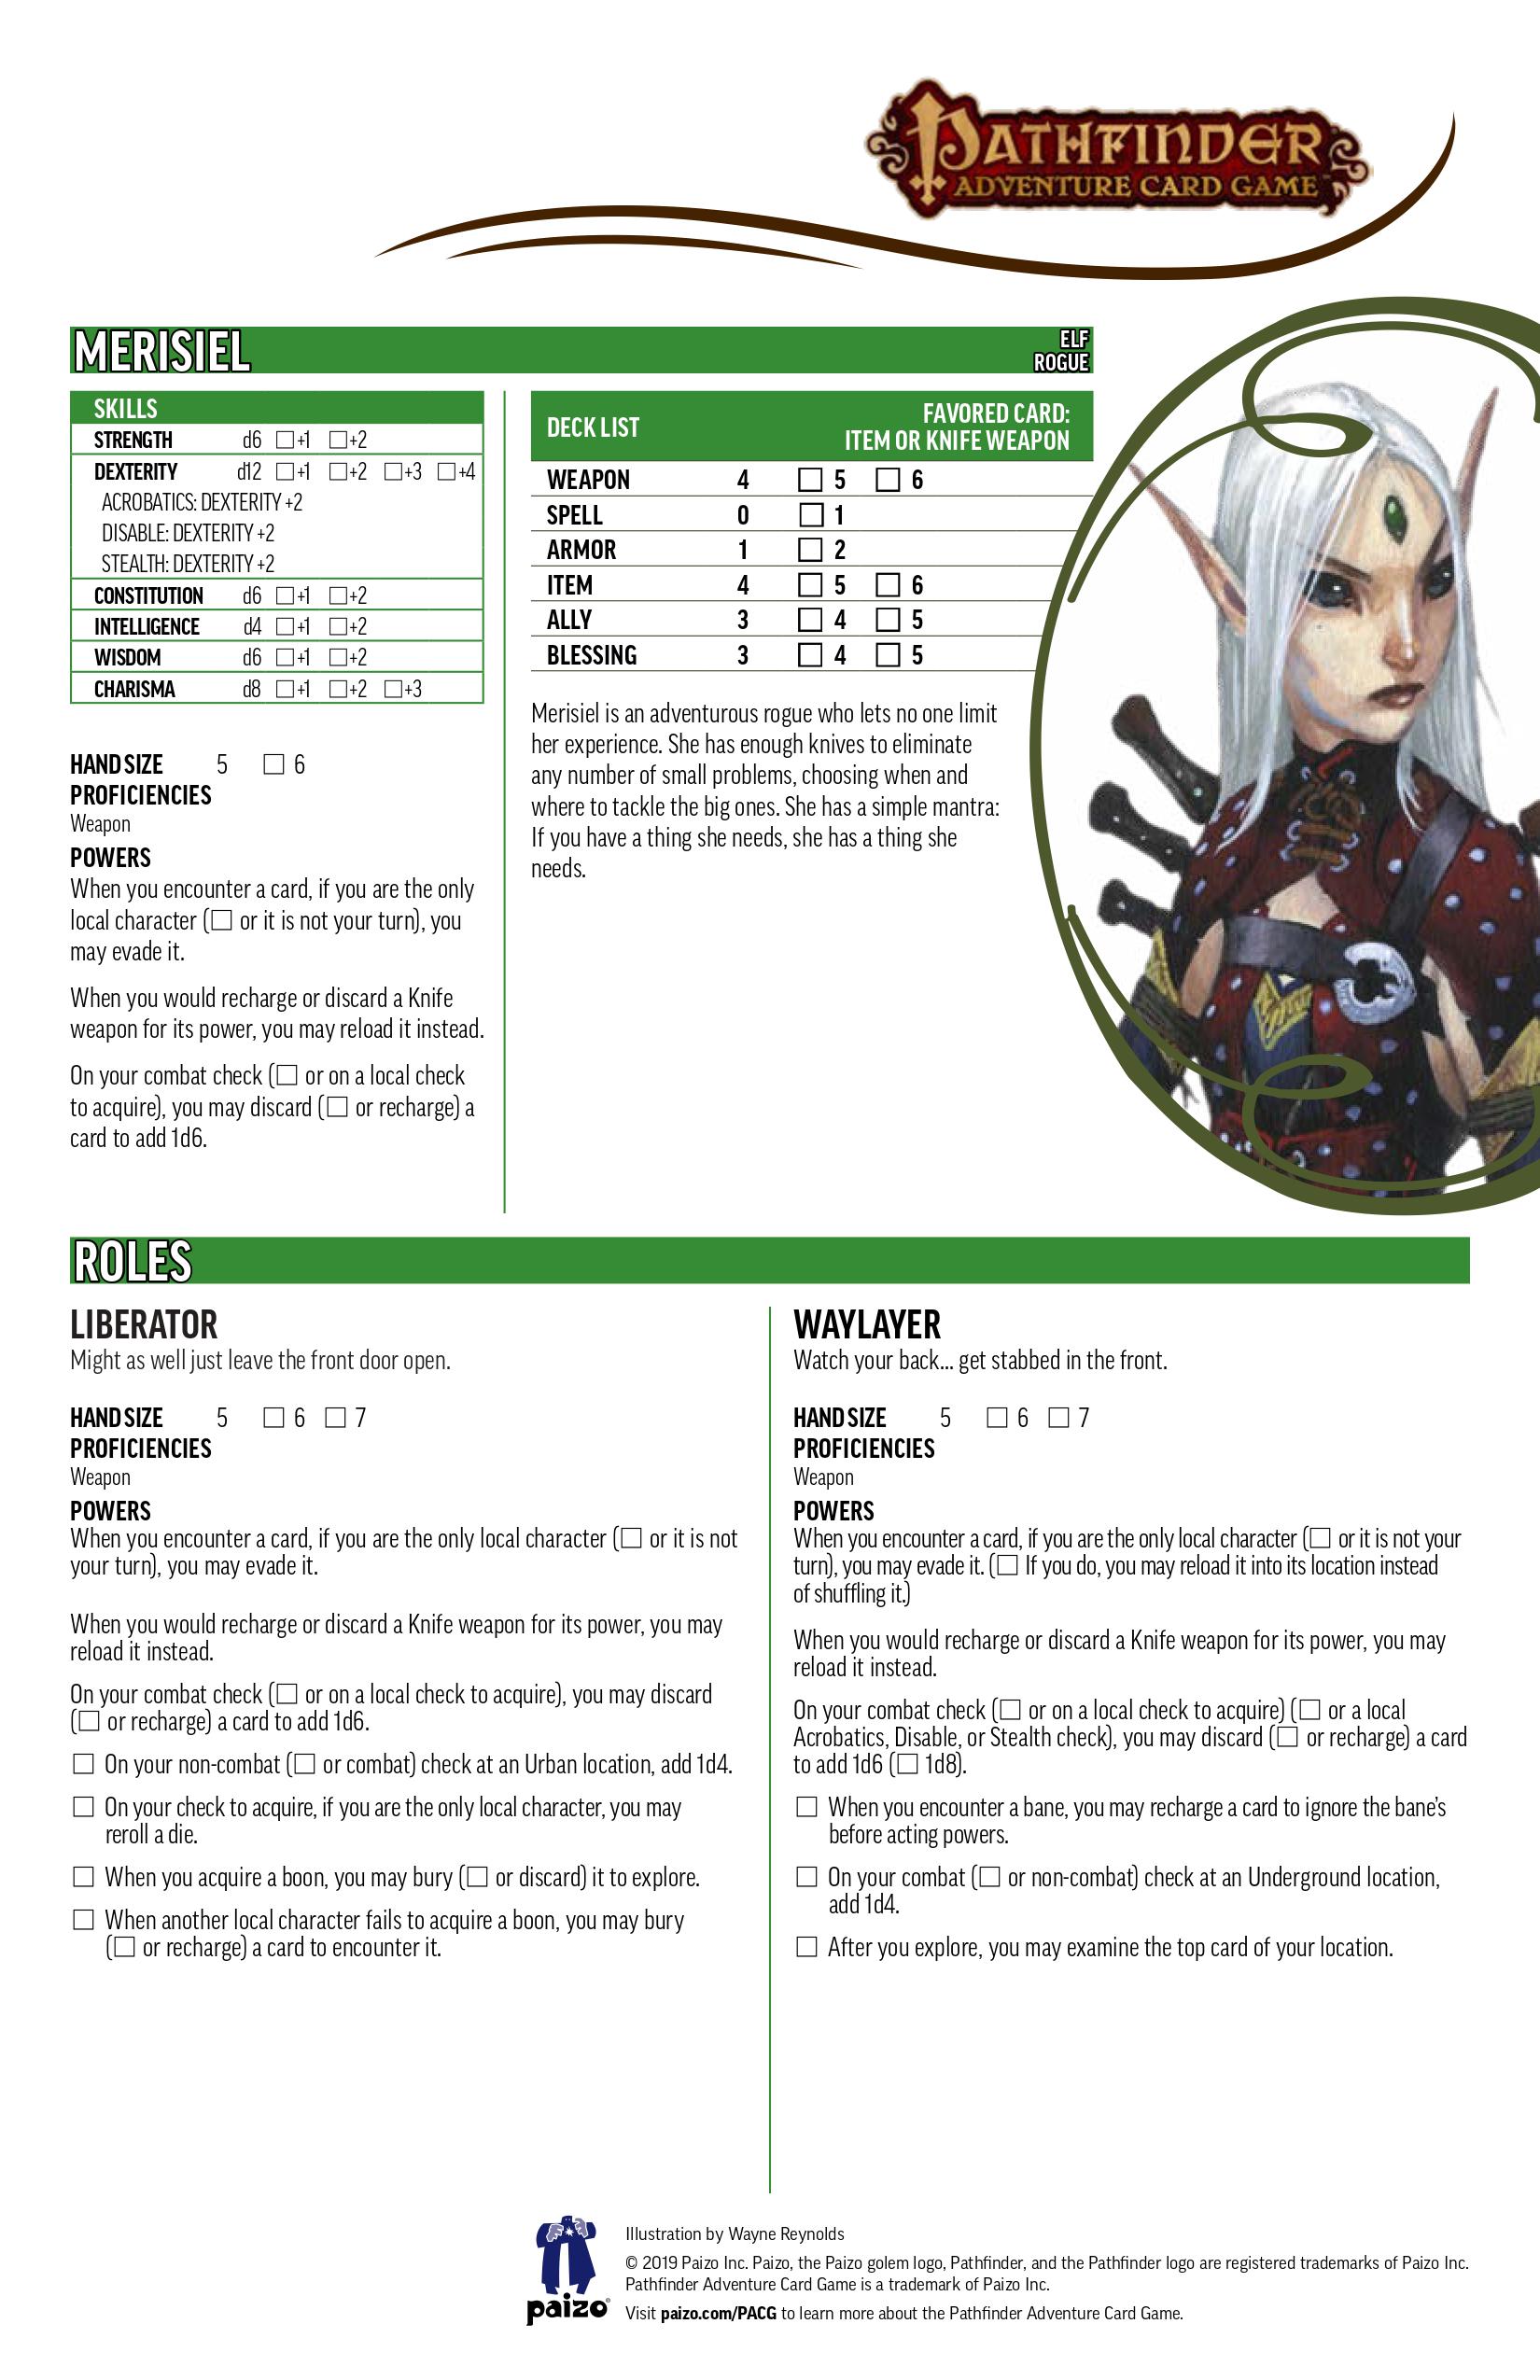 PATHFINDER
ADVENTURE CARD GAME
MERISIEL
ELF
ROGUE
SKILLS
STRENGTH d6 ☐+1 ☐+2
DEXTERITY d12 ☐+1 ☐+2 ☐+3 ☐+4
ACROBATICS: DEXTERITY +2
DISABLE: DEXTERITY +2
STEALTH: DEXTERITY +2
CONSTITUTION d6 ☐+1 ☐+2
INTELLIGENCE d4 ☐+1 ☐+2
WISDOM d6 ☐+1 ☐+2
CHARISMA d8 ☐+1 ☐+2 ☐+3
HAND SIZE 5 ☐ 6
PROFICIENCIES
Weapon
POWERS
When you encounter a card, if you are the only
local character (☐ or it is not your turn), you
may evade it.
When you would recharge or discard a Knife
weapon for its power, you may reload it instead.
On your combat check (☐ or on a local check
to acquire), you may discard (☐ or recharge) a
card to add 1d6.
DECK LIST
FAVORED CARD:
ITEM OR KNIFE WEAPON
WEAPON 4 ☐ 5 ☐ 6
SPELL 0 ☐ 1
ARMOR 1 ☐ 2
ITEM 4 ☐ 5 ☐ 6
ALLY 3 ☐ 4 ☐ 5
BLESSING 3 ☐ 4 ☐ 5
Merisiel is an adventurous rogue who lets no one limit
her experience. She has enough knives to eliminate
any number of small problems, choosing when and
where to tackle the big ones. She has a simple mantra:
If you have a thing she needs, she has a thing she
needs.
ROLES
LIBERATOR
Might as well just leave the front door open.
HAND SIZE 5 ☐ 6 ☐ 7
PROFICIENCIES
Weapon
POWERS
When you encounter a card, if you are the only local character (☐ or it is not
your turn), you may evade it.
When you would recharge or discard a Knife weapon for its power, you may
reload it instead.
On your combat check (☐ or on a local check to acquire), you may discard
(☐ or recharge) a card to add 1d6.
☐ On your non-combat (☐ or combat) check at an Urban location, add 1d4.
☐ On your check to acquire, if you are the only local character, you may
reroll a die.
☐ When you acquire a boon, you may bury (☐ or discard) it to explore.
☐ When another local character fails to acquire a boon, you may bury
(☐ or recharge) a card to encounter it.
WAYLAYER
Watch your back... get stabbed in the front.
HAND SIZE 5 ☐ 6 ☐ 7
PROFICIENCIES
Weapon
POWERS
When you encounter a card, if you are the only local character (☐ or it is not your
turn), you may evade it. (☐ If you do, you may reload it into its location instead
of shuffling it.)
When you would recharge or discard a Knife weapon for its power, you may
reload it instead.
On your combat check (☐ or on a local check to acquire) (☐ or a local
Acrobatics, Disable, or Stealth check), you may discard (☐ or recharge) a card
to add 1d6 (☐ 1d8).
☐ When you encounter a bane, you may recharge a card to ignore the bane's
before acting powers.
☐ On your combat (☐ or non-combat) check at an Underground location,
add 1d4.
☐ After you explore, you may examine the top card of your location.
paizo®
Illustration by Wayne Reynolds
© 2019 Paizo Inc. Paizo, the Paizo golem logo, Pathfinder, and the Pathfinder logo are registered trademarks of Paizo Inc.
Pathfinder Adventure Card Game is a trademark of Paizo Inc.
Visit paizo.com/PACG to learn more about the Pathfinder Adventure Card Game.